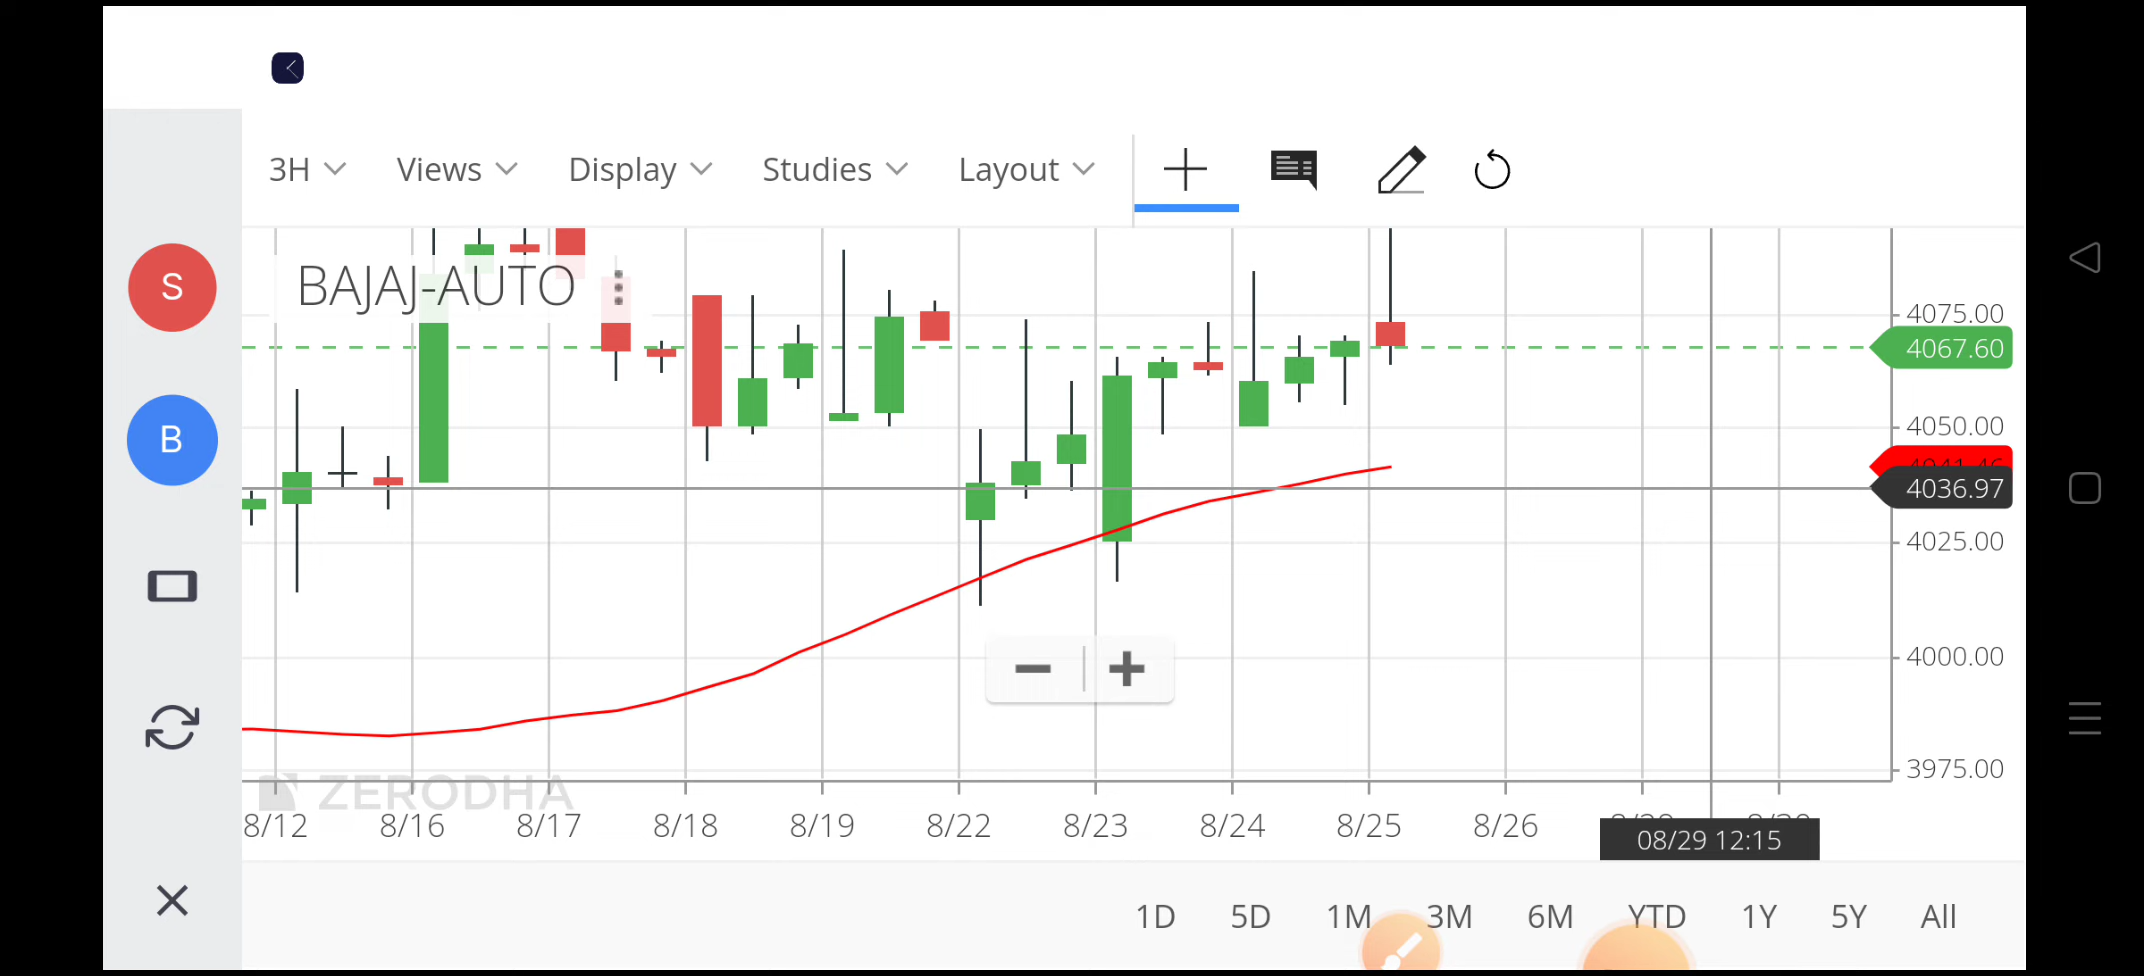 3H Views Display Studies Layout
BAJAJ-AUTO
S
B
4075.00
4067.60
4050.00
4036.97
4025.00
4000.00
3975.00
ZERODHA
8/12 8/16 8/17 8/18 8/19 8/22 8/23 8/24 8/25 8/26
08/29 12:15
1D 5D 1M 3M 6M YTD 1Y 5Y All